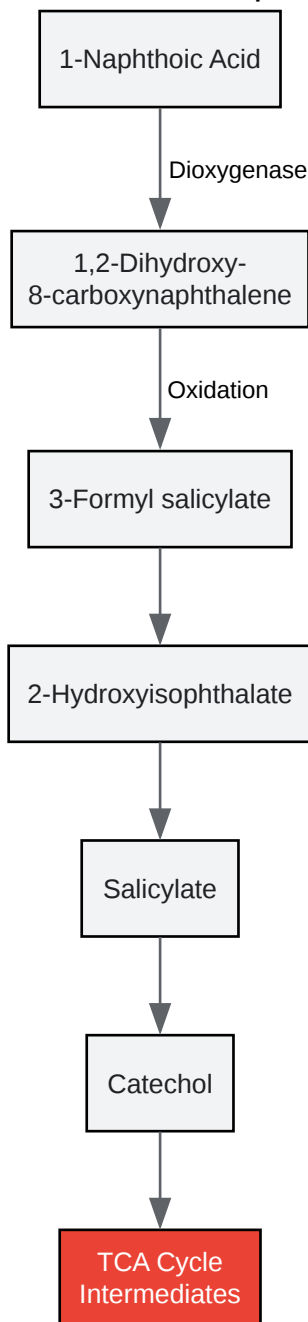 1-Naphthoic Acid
Dioxygenase
1,2-Dihydroxy-
8-carboxynaphthalene
Oxidation
3-Formyl salicylate
2-Hydroxyisophthalate
Salicylate
Catechol
TCA Cycle
Intermediates